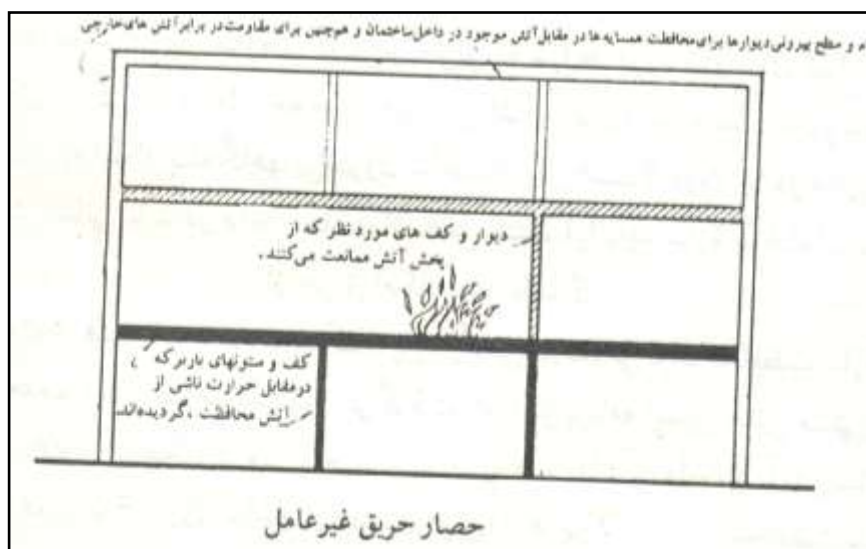 و سطح بیرونی دیوارها برای محافظت همسایه ها در مقابل آتش موجود در داخل ساختمان و همچنین برای مقاومت در برابر آتش های خارجی
دیوار و کف های مورد نظر که از
پخش آتش ممانعت می‌کنند.
کف و ستونهای باربر که
درمقابل حرارت ناشی از
آتش محافظت ،گردیده‌اند.
حصار حریق غیرعامل